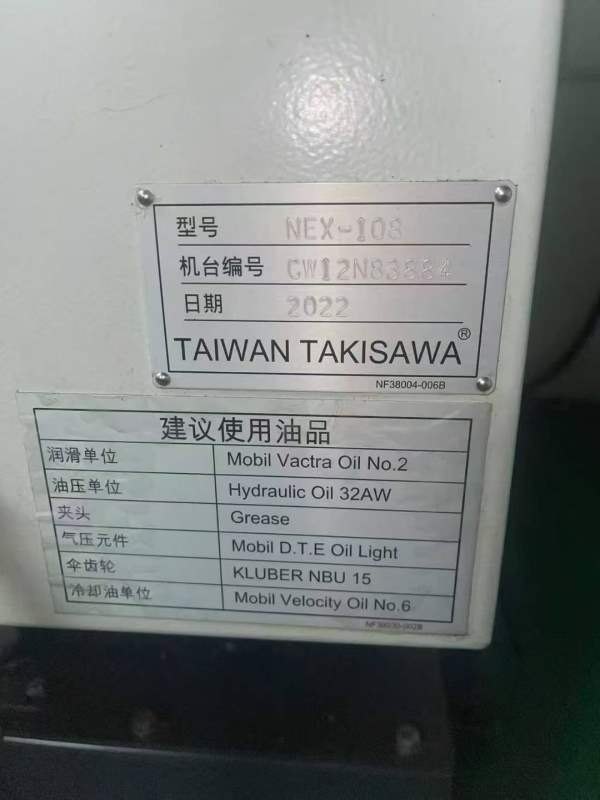 型号 NEX-108
机台编号 CW12N83884
日期 2022
TAIWAN TAKISAWA®
NF38004-006B
建议使用油品
润滑单位 Mobil Vactra Oil No.2
油压单位 Hydraulic Oil 32AW
夹头 Grease
气压元件 Mobil D.T.E Oil Light
伞齿轮 KLUBER NBU 15
冷却油单位 Mobil Velocity Oil No.6